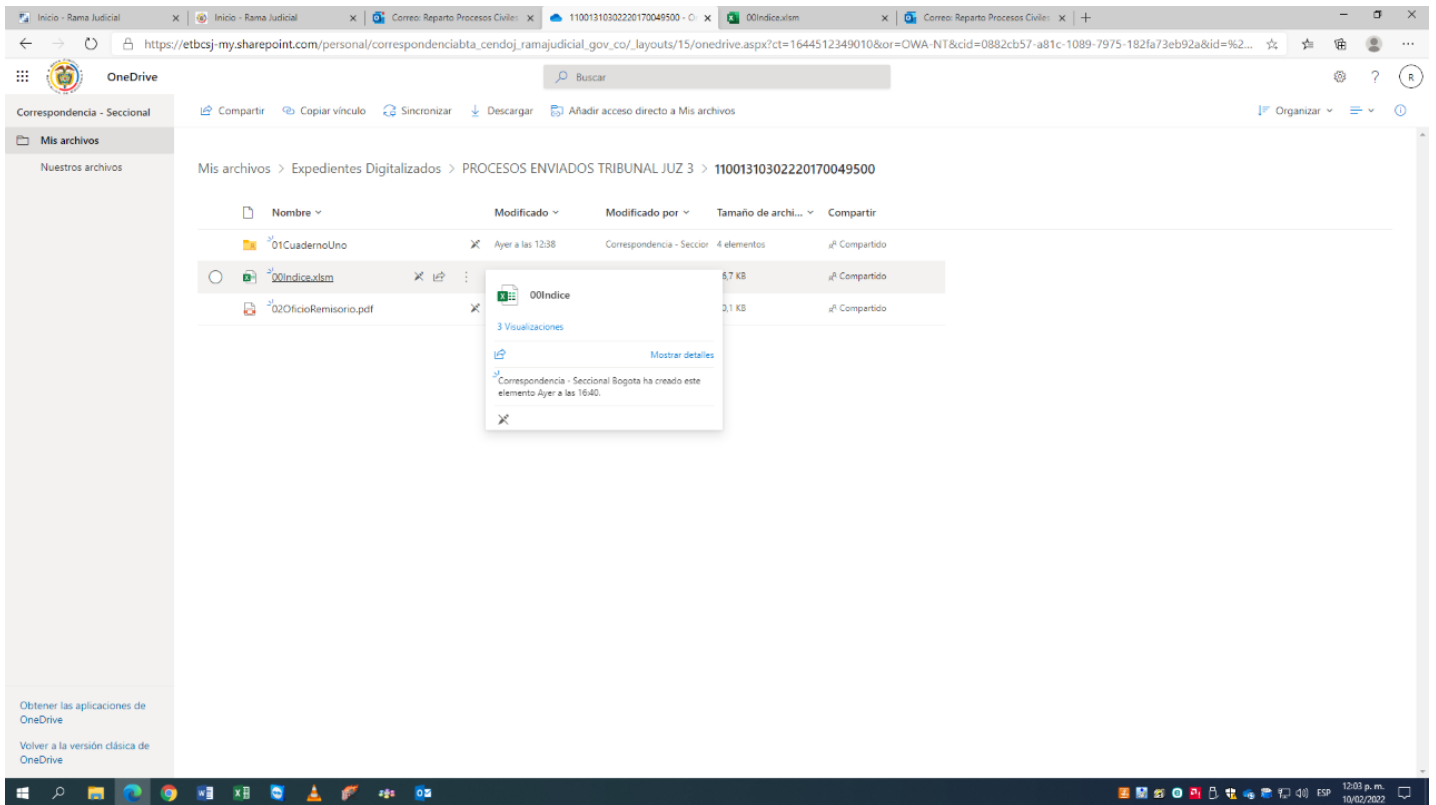 Inicio - Rama Judicial
Inicio - Rama Judicial
Correo: Reparto Procesos Civiles
11001310302220170049500 - O
00Indice.xlsm
Correo: Reparto Procesos Civiles
https://etbcsj-my.sharepoint.com/personal/correspondenciabta_cendoj_ramajudicial_gov_co/_layouts/15/onedrive.aspx?ct=1644512349010&or=OWA-NT&cid=0882cb57-a81c-1089-7975-182fa73eb92a&id=%2...
OneDrive
Buscar
? R
Correspondencia - Seccional
Compartir Copiar vínculo Sincronizar Descargar Añadir acceso directo a Mis archivos
Organizar
Mis archivos
Nuestros archivos
Mis archivos > Expedientes Digitalizados > PROCESOS ENVIADOS TRIBUNAL JUZ 3 > 11001310302220170049500
Nombre Modificado Modificado por Tamaño de archi... Compartir
01CuadernoUno Ayer a las 12:38 Correspondencia - Seccior 4 elementos Compartido
00Indice.xlsm 6,7 KB Compartido
02OficioRemisorio.pdf 0,1 KB Compartido
00Indice
3 Visualizaciones
Mostrar detalles
Correspondencia - Seccional Bogota ha creado este
elemento Ayer a las 16:40.
Obtener las aplicaciones de
OneDrive
Volver a la versión clásica de
OneDrive
ESP
12:03 p. m.
10/02/2022